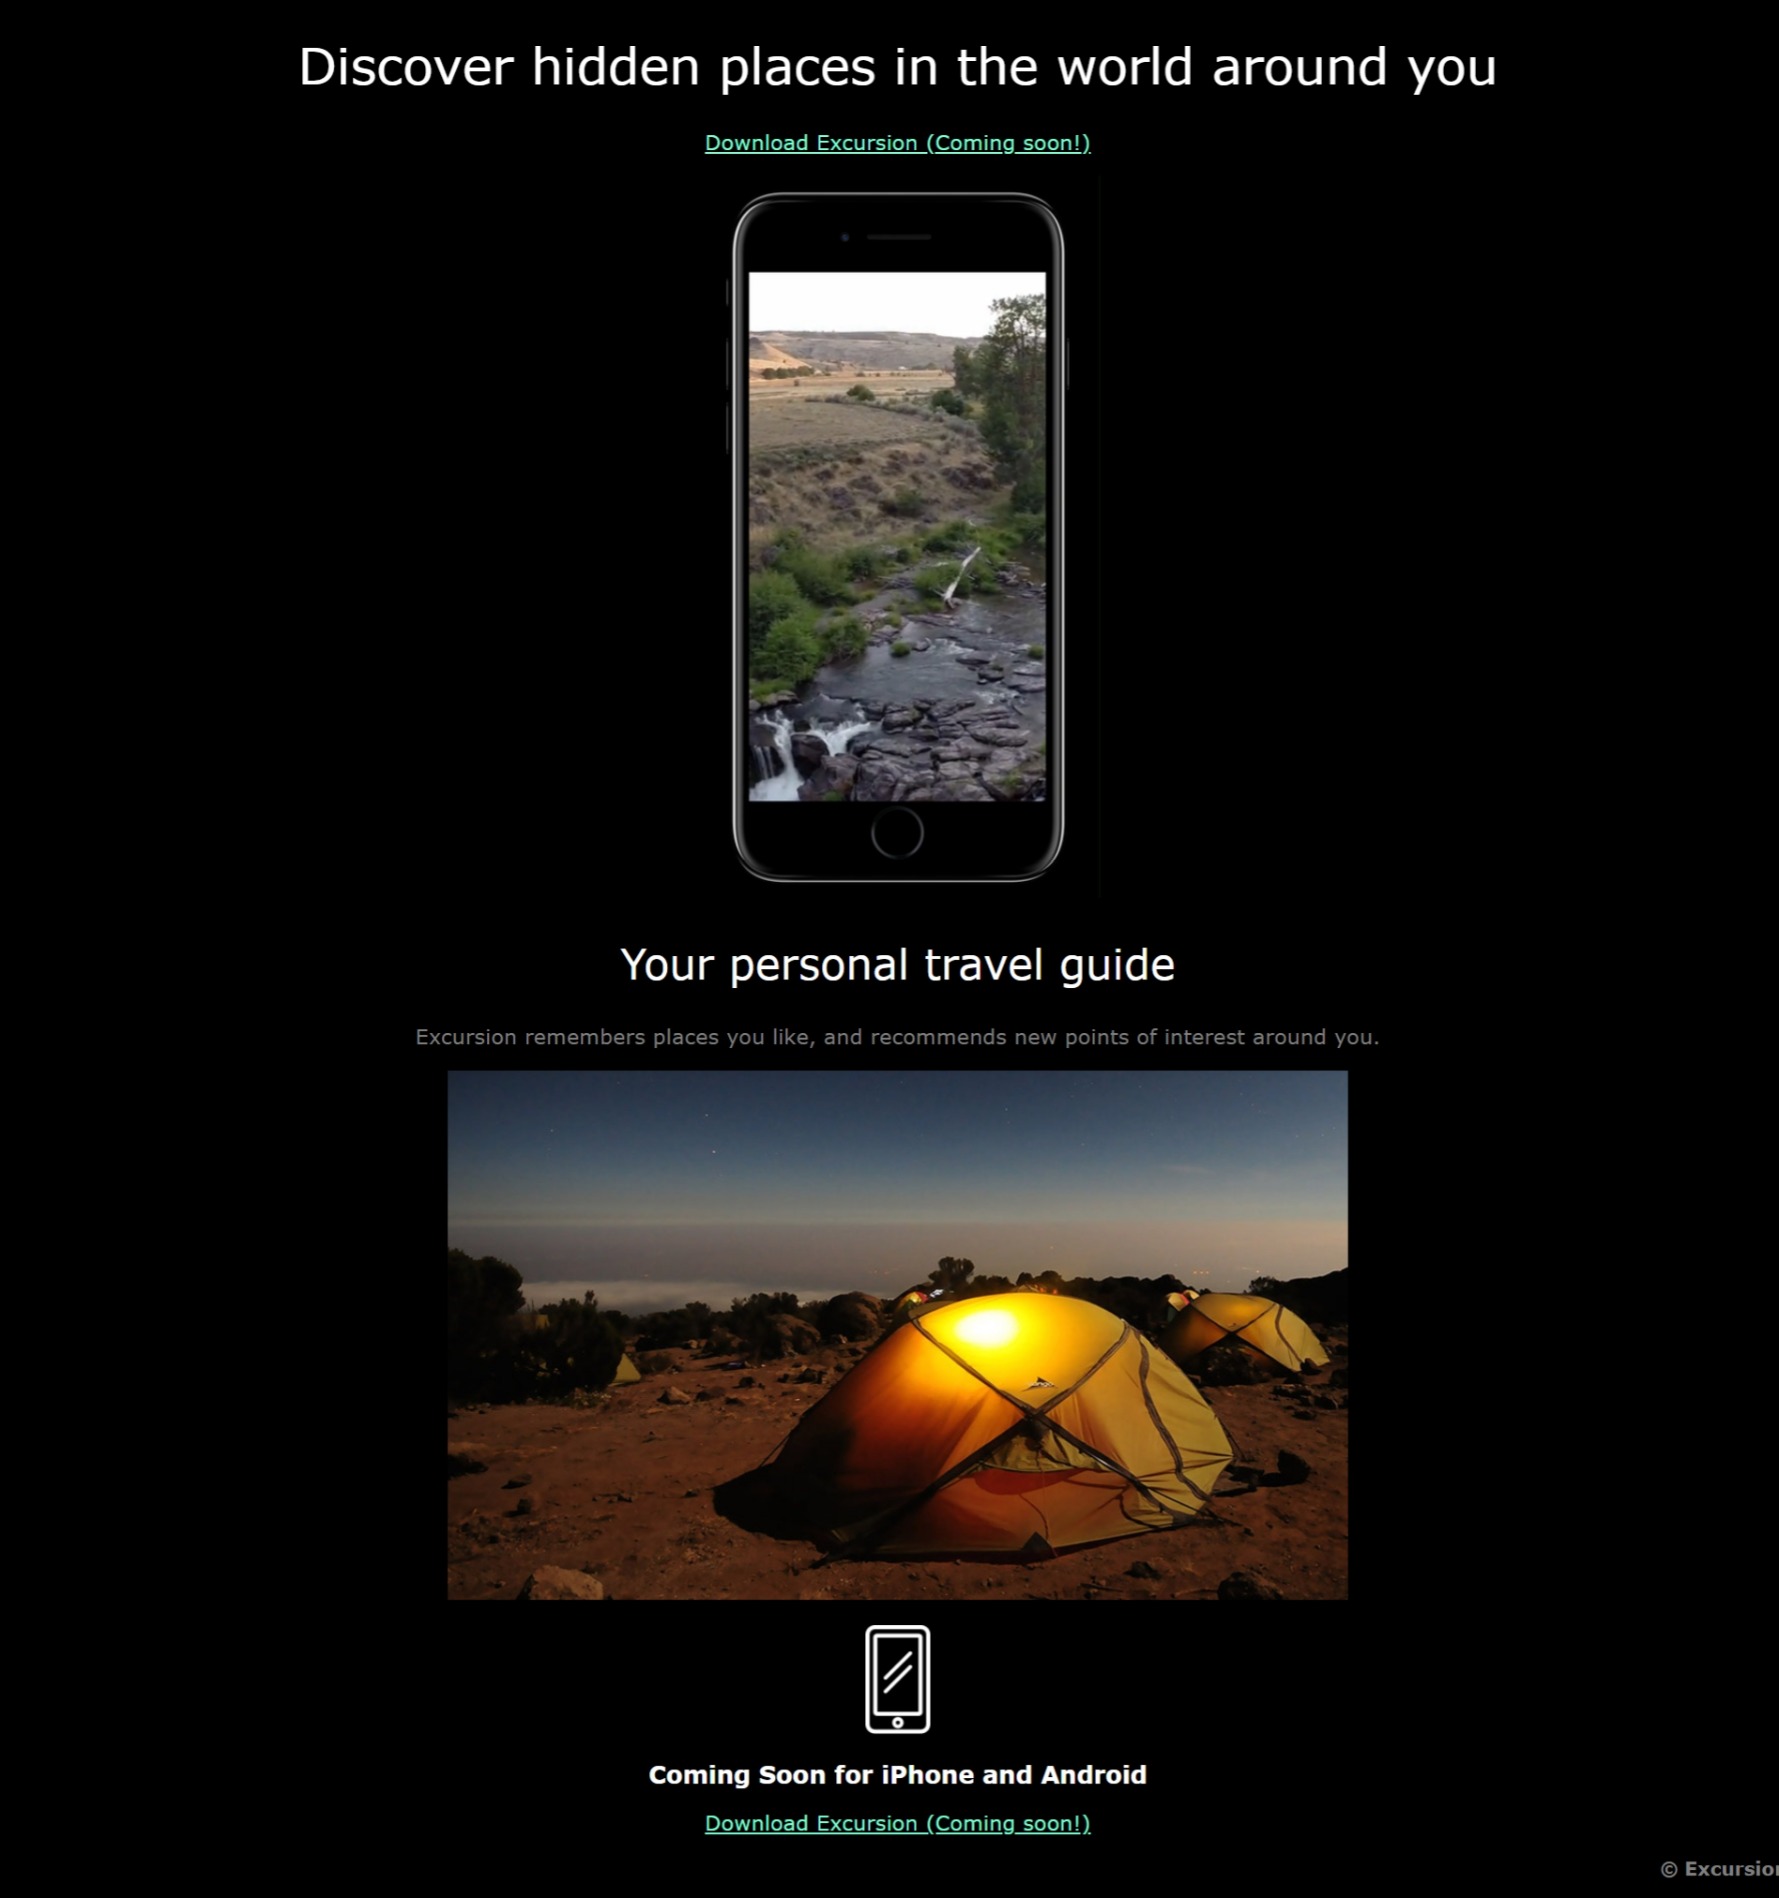 Discover hidden places in the world around you
Download Excursion (Coming soon!)
Your personal travel guide
Excursion remembers places you like, and recommends new points of interest around you.
Coming Soon for iPhone and Android
Download Excursion (Coming soon!)
© Excursion